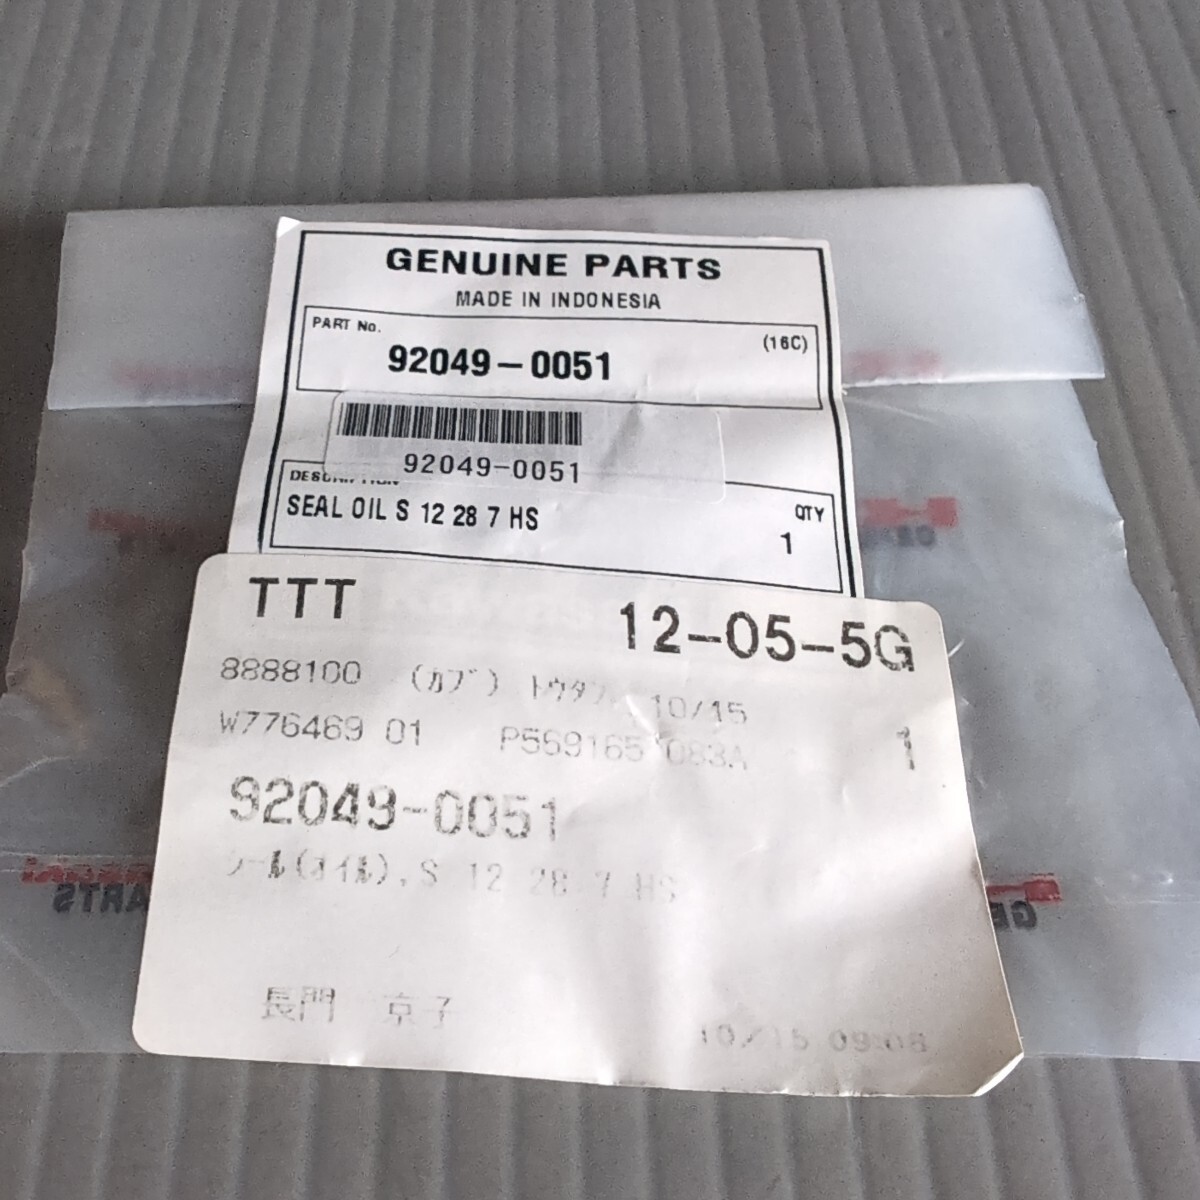 GENUINE PARTS
MADE IN INDONESIA
PART No.
(16C)
92049-0051
92049-0051
SEAL OIL S 12 28 7 HS
QTY
1
TTT
12-05-5G
8888100 (カブ) トウタツ 10/15
W776469 01 P569165 083A
1
92049-0051
シール(オイル),S 12 28 7 HS
長門 京子
10/15 09:08